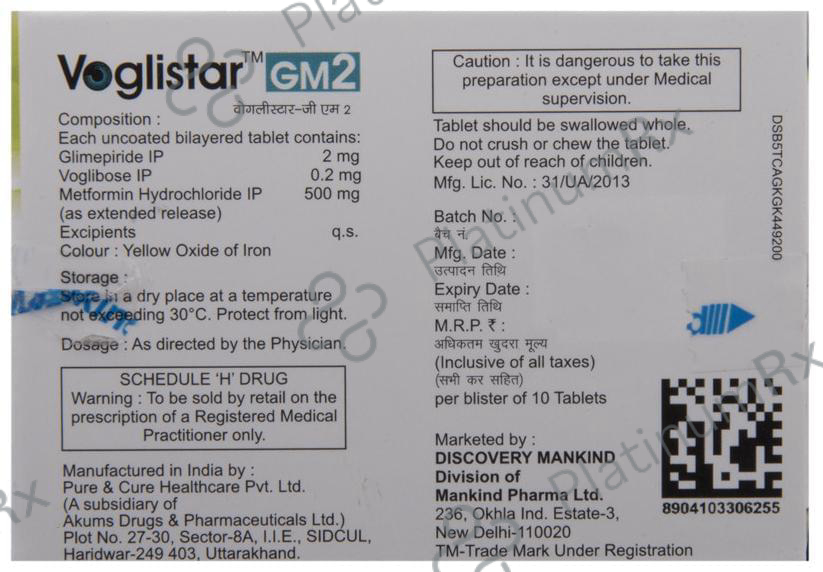 Voglistar™ GM2
वोगलीस्टार-जी एम 2
Composition :
Each uncoated bilayered tablet contains:
Glimepiride IP 2 mg
Voglibose IP 0.2 mg
Metformin Hydrochloride IP 500 mg
(as extended release)
Excipients q.s.
Colour : Yellow Oxide of Iron
Storage :
Store in a dry place at a temperature
not exceeding 30°C. Protect from light.
Dosage : As directed by the Physician.
SCHEDULE ‘H’ DRUG
Warning : To be sold by retail on the
prescription of a Registered Medical
Practitioner only.
Manufactured in India by :
Pure & Cure Healthcare Pvt. Ltd.
(A subsidiary of
Akums Drugs & Pharmaceuticals Ltd.)
Plot No. 27-30, Sector-8A, I.I.E., SIDCUL,
Haridwar-249 403, Uttarakhand.
Caution : It is dangerous to take this
preparation except under Medical
supervision.
Tablet should be swallowed whole.
Do not crush or chew the tablet.
Keep out of reach of children.
Mfg. Lic. No. : 31/UA/2013
Batch No. :
बैच नं.
Mfg. Date :
उत्पादन तिथि
Expiry Date :
समाप्ति तिथि
M.R.P. ₹ :
अधिकतम खुदरा मूल्य
(Inclusive of all taxes)
(सभी कर सहित)
per blister of 10 Tablets
Marketed by :
DISCOVERY MANKIND
Division of
Mankind Pharma Ltd.
236, Okhla Ind. Estate-3,
New Delhi-110020
TM-Trade Mark Under Registration
DSB5TCAGKGK449200
8904103306255
PlatinumRx
PlatinumRx
PlatinumRx
Rx